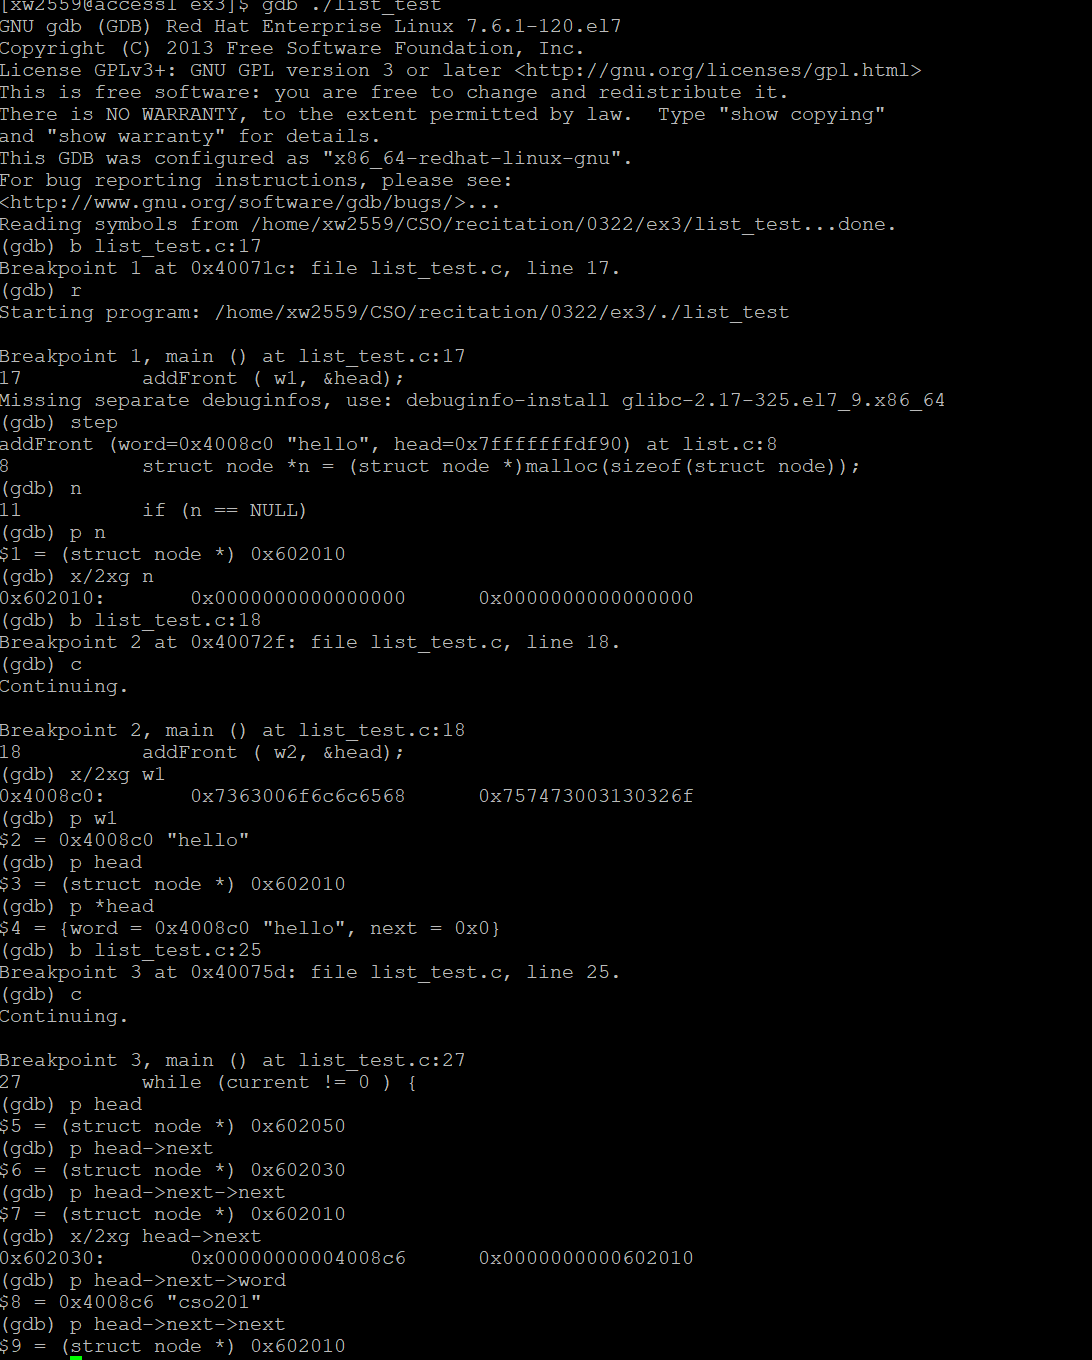 [xw2559@access1 ex3]$ gdb ./list_test
GNU gdb (GDB) Red Hat Enterprise Linux 7.6.1-120.el7
Copyright (C) 2013 Free Software Foundation, Inc.
License GPLv3+: GNU GPL version 3 or later <http://gnu.org/licenses/gpl.html>
This is free software: you are free to change and redistribute it.
There is NO WARRANTY, to the extent permitted by law.  Type "show copying"
and "show warranty" for details.
This GDB was configured as "x86_64-redhat-linux-gnu".
For bug reporting instructions, please see:
<http://www.gnu.org/software/gdb/bugs/>...
Reading symbols from /home/xw2559/CSO/recitation/0322/ex3/list_test...done.
(gdb) b list_test.c:17
Breakpoint 1 at 0x40071c: file list_test.c, line 17.
(gdb) r
Starting program: /home/xw2559/CSO/recitation/0322/ex3/./list_test
Breakpoint 1, main () at list_test.c:17
17          addFront ( w1, &head);
Missing separate debuginfos, use: debuginfo-install glibc-2.17-325.el7_9.x86_64
(gdb) step
addFront (word=0x4008c0 "hello", head=0x7fffffffdf90) at list.c:8
8           struct node *n = (struct node *)malloc(sizeof(struct node));
(gdb) n
11          if (n == NULL)
(gdb) p n
$1 = (struct node *) 0x602010
(gdb) x/2xg n
0x602010:       0x0000000000000000      0x0000000000000000
(gdb) b list_test.c:18
Breakpoint 2 at 0x40072f: file list_test.c, line 18.
(gdb) c
Continuing.
Breakpoint 2, main () at list_test.c:18
18          addFront ( w2, &head);
(gdb) x/2xg w1
0x4008c0:       0x7363006f6c6c6568      0x757473003130326f
(gdb) p w1
$2 = 0x4008c0 "hello"
(gdb) p head
$3 = (struct node *) 0x602010
(gdb) p *head
$4 = {word = 0x4008c0 "hello", next = 0x0}
(gdb) b list_test.c:25
Breakpoint 3 at 0x40075d: file list_test.c, line 25.
(gdb) c
Continuing.
Breakpoint 3, main () at list_test.c:27
27          while (current != 0 ) {
(gdb) p head
$5 = (struct node *) 0x602050
(gdb) p head->next
$6 = (struct node *) 0x602030
(gdb) p head->next->next
$7 = (struct node *) 0x602010
(gdb) x/2xg head->next
0x602030:       0x00000000004008c6      0x0000000000602010
(gdb) p head->next->word
$8 = 0x4008c6 "cso201"
(gdb) p head->next->next
$9 = (struct node *) 0x602010